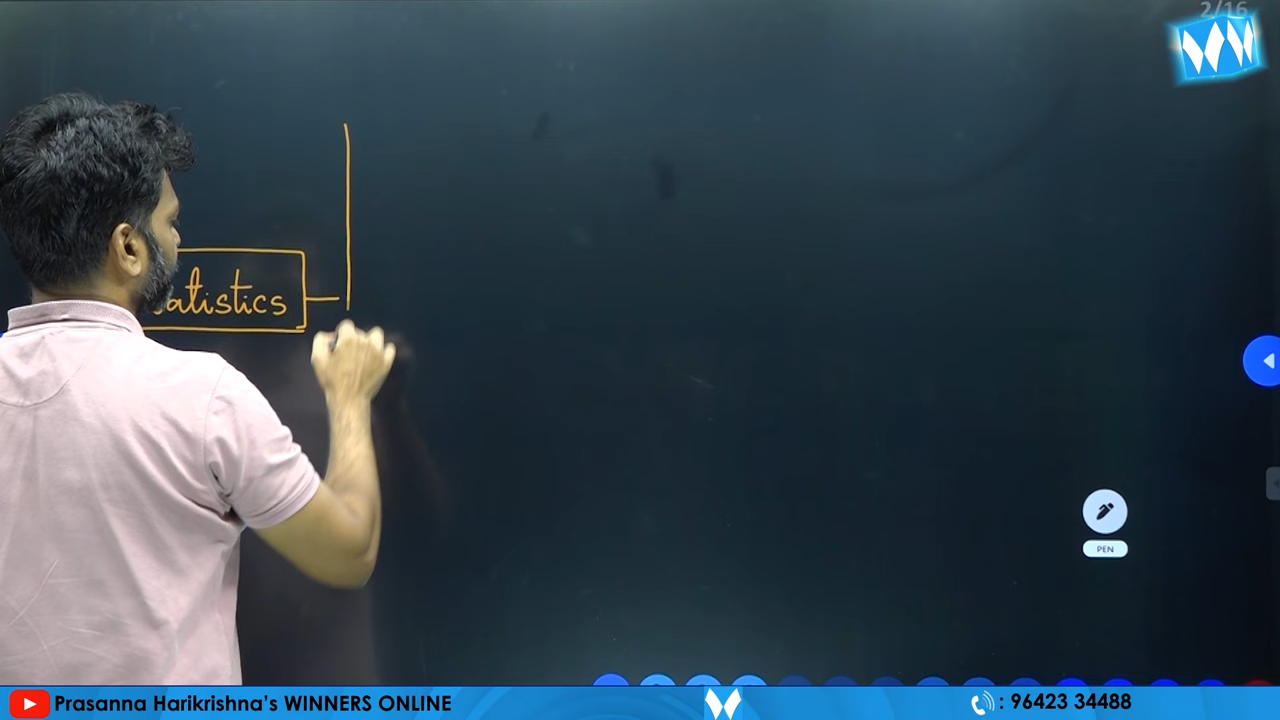 2/16
atistics
PEN
Prasanna Harikrishna's WINNERS ONLINE
: 96423 34488